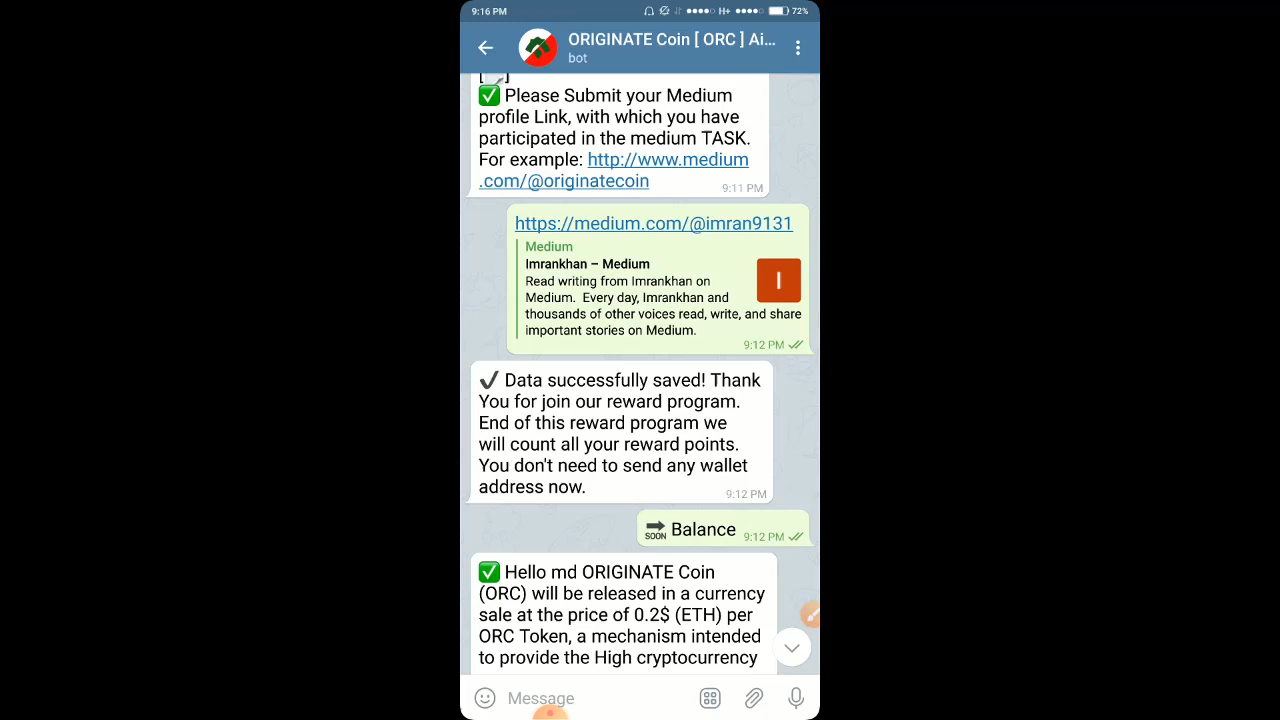 9:16 PM
H+
72%
ORIGINATE Coin [ ORC ] Ai...
bot
✅ Please Submit your Medium
profile Link, with which you have
participated in the medium TASK.
For example: http://www.medium
.com/@originatecoin
9:11 PM
https://medium.com/@imran9131
Medium
Imrankhan – Medium
Read writing from Imrankhan on
Medium. Every day, Imrankhan and
thousands of other voices read, write, and share
important stories on Medium.
I
9:12 PM
✔ Data successfully saved! Thank
You for join our reward program.
End of this reward program we
will count all your reward points.
You don't need to send any wallet
address now.
9:12 PM
🔜 Balance
9:12 PM
✅ Hello md ORIGINATE Coin
(ORC) will be released in a currency
sale at the price of 0.2$ (ETH) per
ORC Token, a mechanism intended
to provide the High cryptocurrency
Message